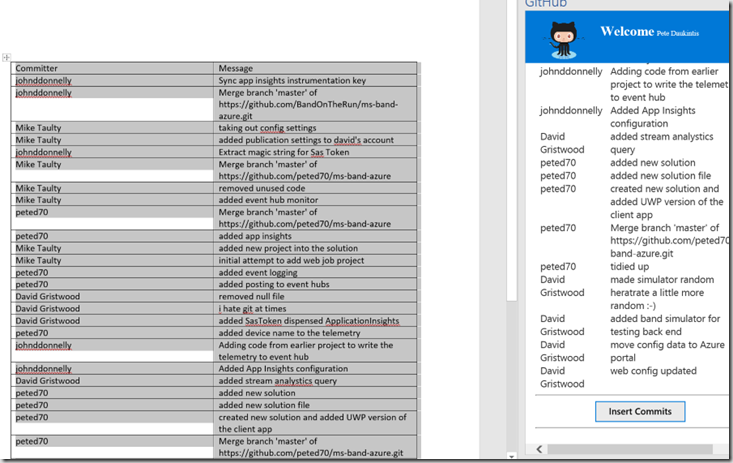 Committer Message
johnddonnelly Sync app insights instrumentation key
johnddonnelly Merge branch 'master' of
https://github.com/BandOnTheRun/ms-band-
azure.git
Mike Taulty taking out config settings
Mike Taulty added publication settings to david's account
johnddonnelly Extract magic string for Sas Token
Mike Taulty Merge branch 'master' of
https://github.com/peted70/ms-band-azure
Mike Taulty removed unused code
Mike Taulty added event hub monitor
peted70 Merge branch 'master' of
https://github.com/peted70/ms-band-azure
peted70 added app insights
Mike Taulty added new project into the solution
Mike Taulty initial attempt to add web job project
peted70 added event logging
peted70 added posting to event hubs
David Gristwood removed null file
David Gristwood i hate git at times
David Gristwood added SasToken dispensed ApplicationInsights
peted70 added device name to the telemetry
johnddonnelly Adding code from earlier project to write the
telemetry to event hub
johnddonnelly Added App Insights configuration
David Gristwood added stream analystics query
peted70 added new solution
peted70 added new solution file
peted70 created new solution and added UWP version of
the client app
peted70 Merge branch 'master' of
https://github.com/peted70/ms-band-azure.git
GitHub
Welcome Pete Daukintis
johnddonnelly Adding code from earlier
project to write the telemet
to event hub
johnddonnelly Added App Insights
configuration
David added stream analystics
Gristwood query
peted70 added new solution
peted70 added new solution file
peted70 created new solution and
added UWP version of the
client app
peted70 Merge branch 'master' of
https://github.com/peted70
band-azure.git
peted70 tidied up
David made simulator random
Gristwood heratrate a little more
random :-)
David added band simulator for
Gristwood testing back end
David move config data to Azure
Gristwood portal
David web config updated
Gristwood
Insert Commits